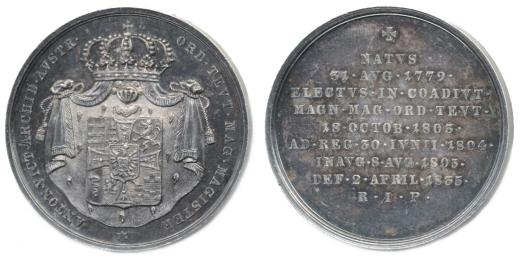 ANTON·VICT·ARCHID·AVSTR· ORD·TEVT·MAG·MAGISTER
NATVS
31·AVG·1779·
ELECTVS·IN·COADIVT·
MAGN·MAG·ORD·TEVT·
18·OCTOB·1803·
AD·REG·30·IVNII·1804·
INAVG·8·AVG·1803·
DEF·2·APRIL·1835·
R·I·P·